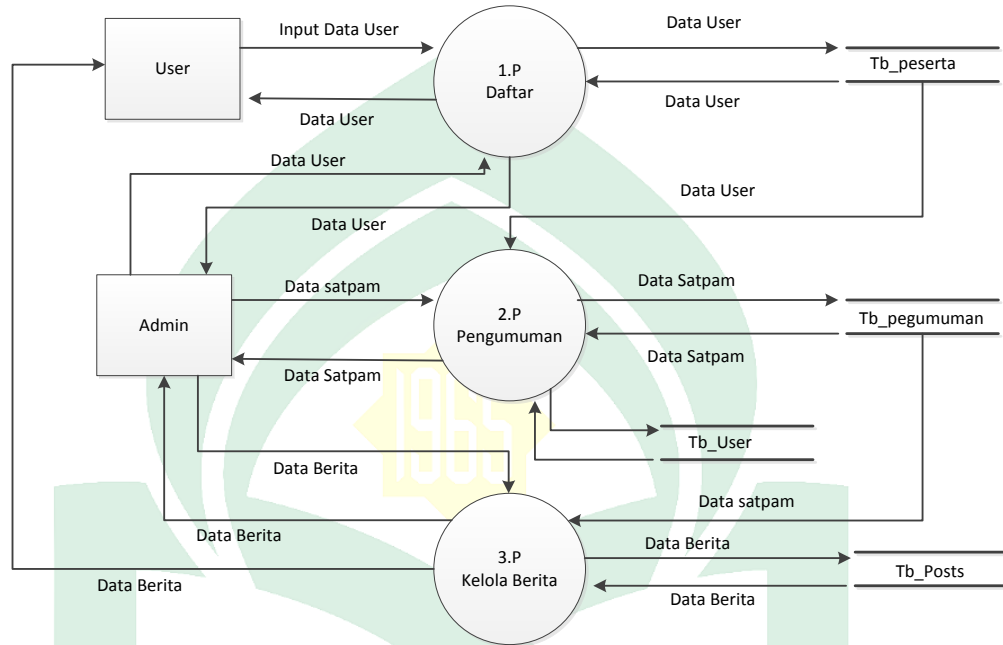 Input Data User
Data User
User
1.P
Daftar
Tb_peserta
Data User
Data User
Data User
Data User
Data User
Data satpam
Data Satpam
Admin
2.P
Pengumuman
Tb_pegumuman
Data Satpam
Data Satpam
1965
Tb_User
Data Berita
Data satpam
Data Berita
Data Berita
3.P
Kelola Berita
Tb_Posts
Data Berita
Data Berita